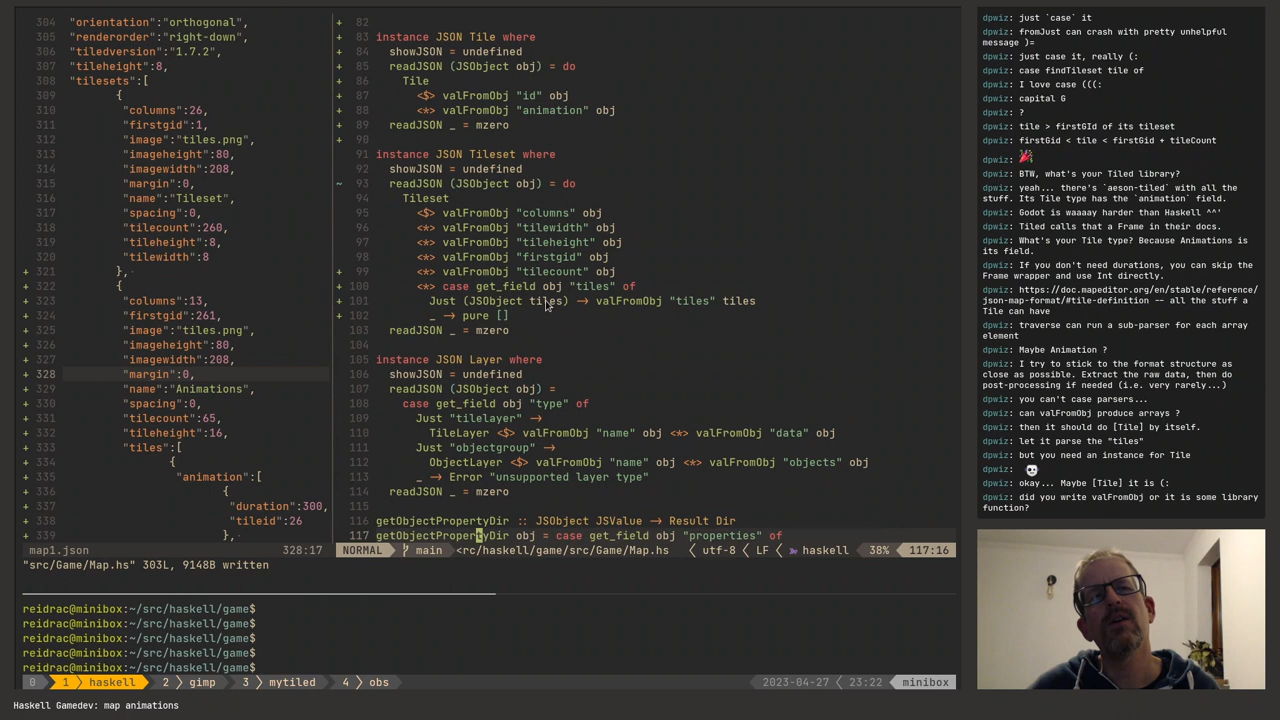 304 "orientation":"orthogonal",
305 "renderorder":"right-down",
306 "tiledversion":"1.7.2",
307 "tileheight":8,
308 "tilesets":[
309 {
310 "columns":26,
311 "firstgid":1,
312 "image":"tiles.png",
313 "imageheight":80,
314 "imagewidth":208,
315 "margin":0,
316 "name":"Tileset",
317 "spacing":0,
318 "tilecount":260,
319 "tileheight":8,
320 "tilewidth":8
+ 321 },
+ 322 {
+ 323 "columns":13,
+ 324 "firstgid":261,
+ 325 "image":"tiles.png",
+ 326 "imageheight":80,
+ 327 "imagewidth":208,
+ 328 "margin":0,
+ 329 "name":"Animations",
+ 330 "spacing":0,
+ 331 "tilecount":65,
+ 332 "tileheight":16,
+ 333 "tiles":[
+ 334 {
+ 335 "animation":[
+ 336 {
+ 337 "duration":300,
+ 338 "tileid":26
+ 339 },
map1.json 328:17
+ 82
+ 83 instance JSON Tile where
+ 84 showJSON = undefined
+ 85 readJSON (JSObject obj) = do
+ 86 Tile
+ 87 <$> valFromObj "id" obj
+ 88 <*> valFromObj "animation" obj
+ 89 readJSON _ = mzero
+ 90
91 instance JSON Tileset where
92 showJSON = undefined
~ 93 readJSON (JSObject obj) = do
94 Tileset
95 <$> valFromObj "columns" obj
96 <*> valFromObj "tilewidth" obj
97 <*> valFromObj "tileheight" obj
98 <*> valFromObj "firstgid" obj
+ 99 <*> valFromObj "tilecount" obj
+ 100 <*> case get_field obj "tiles" of
+ 101 Just (JSObject tiles) → valFromObj "tiles" tiles
+ 102 _ → pure []
103 readJSON _ = mzero
104
105 instance JSON Layer where
106 showJSON = undefined
107 readJSON (JSObject obj) =
108 case get_field obj "type" of
109 Just "tilelayer" →
110 TileLayer <$> valFromObj "name" obj <*> valFromObj "data" obj
111 Just "objectgroup" →
112 ObjectLayer <$> valFromObj "name" obj <*> valFromObj "objects" obj
113 _ → Error "unsupported layer type"
114 readJSON _ = mzero
115
116 getObjectPropertyDir :: JSObject JSValue → Result Dir
117 getObjectPropertyDir obj = case get_field obj "properties" of
NORMAL main <rc/haskell/game/src/Game/Map.hs utf-8 LF haskell 38% 117:16
"src/Game/Map.hs" 303L, 9148B written
reidrac@minibox:~/src/haskell/game$
reidrac@minibox:~/src/haskell/game$
reidrac@minibox:~/src/haskell/game$
reidrac@minibox:~/src/haskell/game$
reidrac@minibox:~/src/haskell/game$
0 1 haskell 2 gimp 3 mytiled 4 obs 2023-04-27 23:22 minibox
Haskell Gamedev: map animations
dpwiz: just `case` it
dpwiz: fromJust can crash with pretty unhelpful
message )=
dpwiz: just case it, really (:
dpwiz: case findTileset tile of
dpwiz: I love case (((:
dpwiz: capital G
dpwiz: ?
dpwiz: tile > firstGId of its tileset
dpwiz: firstGid < tile < firstGid + tileCount
dpwiz: 🎉
dpwiz: BTW, what's your Tiled library?
dpwiz: yeah... there's `aeson-tiled` with all the
stuff. Its Tile type has the `animation` field.
dpwiz: Godot is waaaay harder than Haskell ^^'
dpwiz: Tiled calls that a Frame in their docs.
dpwiz: What's your Tile type? Because Animations is
its field.
dpwiz: If you don't need durations, you can skip the
Frame wrapper and use Int directly.
dpwiz: https://doc.mapeditor.org/en/stable/reference/
json-map-format/#tile-definition -- all the stuff a
Tile can have
dpwiz: traverse can run a sub-parser for each array
element
dpwiz: Maybe Animation ?
dpwiz: I try to stick to the format structure as
close as possible. Extract the raw data, then do
post-processing if needed (i.e. very rarely...)
dpwiz: you can't case parsers...
dpwiz: can valFromObj produce arrays ?
dpwiz: then it should do [Tile] by itself.
dpwiz: let it parse the "tiles"
dpwiz: but you need an instance for Tile
dpwiz: 💀
dpwiz: okay... Maybe [Tile] it is (:
dpwiz: did you write valFromObj or it is some library
function?